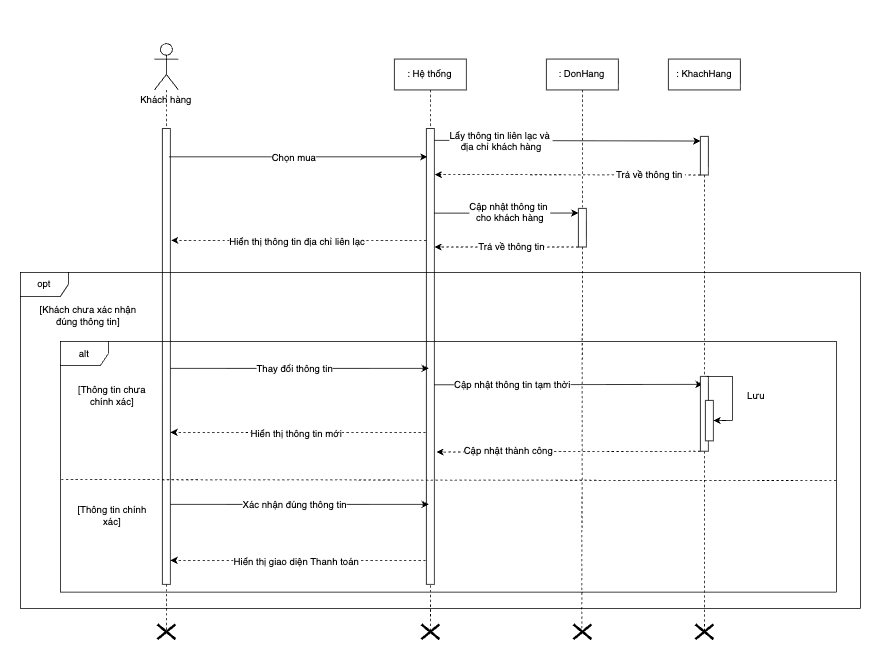 Khách hàng
: Hệ thống
: DonHang
: KhachHang
Lấy thông tin liên lạc và
địa chỉ khách hàng
Chọn mua
Trả về thông tin
Cập nhật thông tin
cho khách hàng
Hiển thị thông tin địa chỉ liên lạc
Trả về thông tin
opt
[Khách chưa xác nhận
đúng thông tin]
alt
Thay đổi thông tin
[Thông tin chưa
chính xác]
Cập nhật thông tin tạm thời
Lưu
Hiển thị thông tin mới
Cập nhật thành công
[Thông tin chính
xác]
Xác nhận đúng thông tin
Hiển thị giao diện Thanh toán